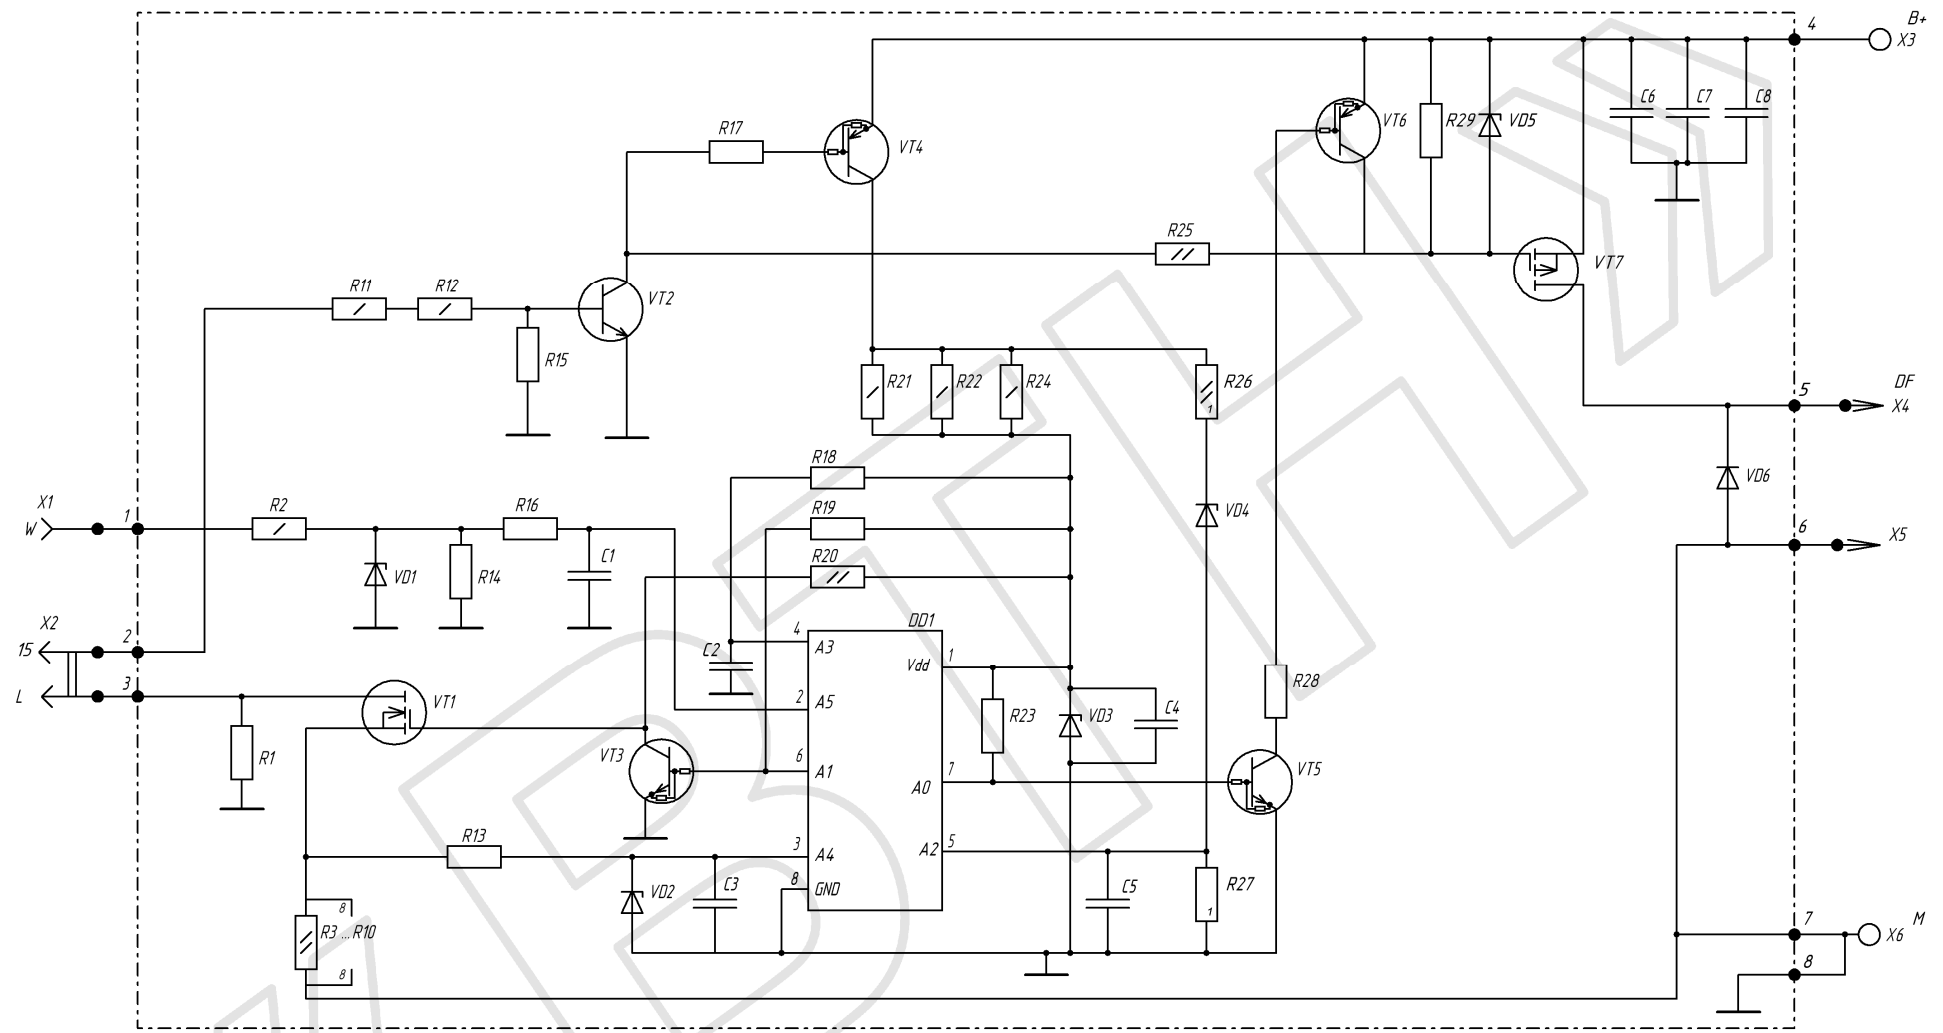 4
B+
X3
R17
VT4
VT6
R29
VD5
C6
C7
C8
R25
VT7
R11
R12
VT2
R15
R21
R22
R24
R26
1
5
DF
X4
R18
X1
W
1
R2
R16
R19
VD4
VD6
C1
6
X5
VD1
R14
R20
DD1
X2
15
2
C2
4
A3
Vdd
1
L
3
VT1
2
A5
R23
VD3
C4
R28
R1
VT3
6
A1
7
A0
VT5
R13
3
A4
A2
5
8
GND
VD2
C3
C5
R27
1
8
R3 ... R10
8
7
M
X6
8
ВТН